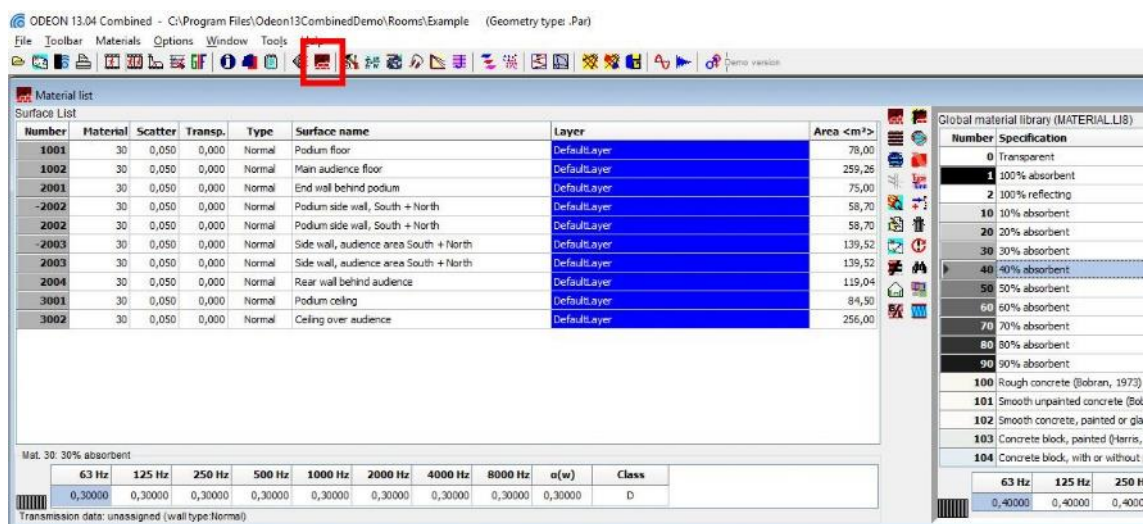 ODEON 13.04 Combined - C:\Program Files\Odeon13CombinedDemo\Rooms\Example (Geometry type: .Par)
File Toolbar Materials Options Window Tools
Demo version
Material list
Surface List
Number Material Scatter Transp. Type Surface name Layer Area <m²>
1001 30 0,050 0,000 Normal Podium floor DefaultLayer 78,00
1002 30 0,050 0,000 Normal Main audience floor DefaultLayer 259,26
2001 30 0,050 0,000 Normal End wall behind podium DefaultLayer 75,00
-2002 30 0,050 0,000 Normal Podium side wall, South + North DefaultLayer 58,70
2002 30 0,050 0,000 Normal Podium side wall, South + North DefaultLayer 58,70
-2003 30 0,050 0,000 Normal Side wall, audience area South + North DefaultLayer 139,52
2003 30 0,050 0,000 Normal Side wall, audience area South + North DefaultLayer 139,52
2004 30 0,050 0,000 Normal Rear wall behind audience DefaultLayer 119,04
3001 30 0,050 0,000 Normal Podium ceiling DefaultLayer 84,50
3002 30 0,050 0,000 Normal Ceiling over audience DefaultLayer 256,00
Mat. 30: 30% absorbent
63 Hz 125 Hz 250 Hz 500 Hz 1000 Hz 2000 Hz 4000 Hz 8000 Hz α(w) Class
0,30000 0,30000 0,30000 0,30000 0,30000 0,30000 0,30000 0,30000 0,30000 D
Transmission data: unassigned (wall type:Normal)
Global material library (MATERIAL.LI8)
Number Specification
0 Transparent
1 100% absorbent
2 100% reflecting
10 10% absorbent
20 20% absorbent
30 30% absorbent
40 40% absorbent
50 50% absorbent
60 60% absorbent
70 70% absorbent
80 80% absorbent
90 90% absorbent
100 Rough concrete (Bobran, 1973)
101 Smooth unpainted concrete (Bob
102 Smooth concrete, painted or gla
103 Concrete block, painted (Harris,
104 Concrete block, with or without
63 Hz 125 Hz 250 H
0,40000 0,40000 0,4000